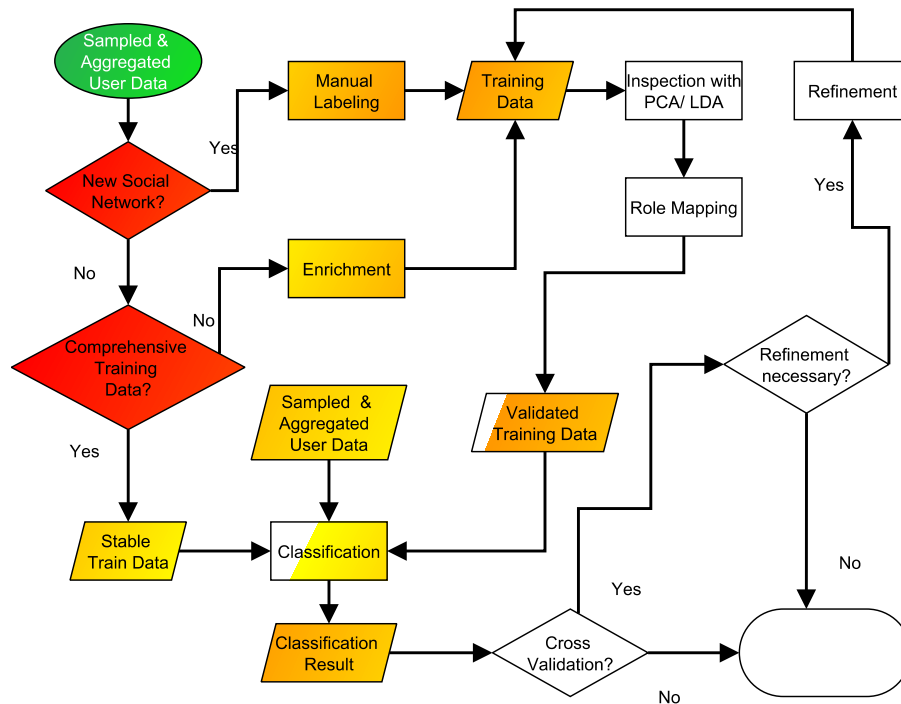 Sampled &
Aggregated
User Data
Manual
Labeling
Training
Data
Inspection with
PCA/ LDA
Refinement
Yes
New Social
Network?
Role Mapping
Yes
No
Enrichment
No
Comprehensive
Training
Data?
Refinement
necessary?
Sampled &
Aggregated
User Data
Validated
Training Data
Yes
Stable
Train Data
Classification
No
Yes
Classification
Result
Cross
Validation?
No